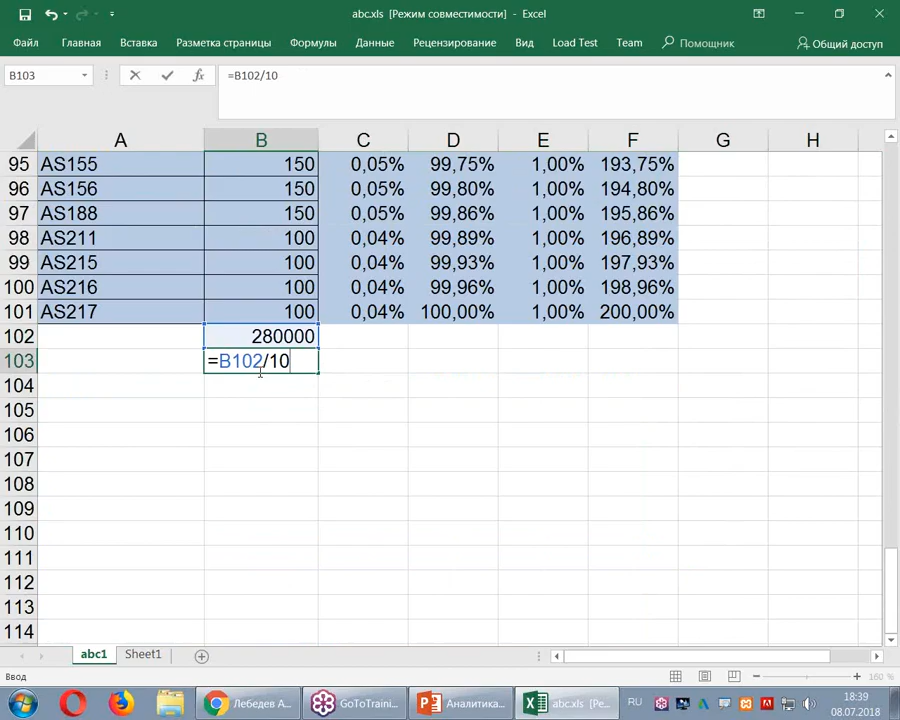 abc.xls [Режим совместимости] - Excel
Файл Главная Вставка Разметка страницы Формулы Данные Рецензирование Вид Load Test Team Помощник Общий доступ
B103 =B102/10
A B C D E F G H
95 AS155 150 0,05% 99,75% 1,00% 193,75%
96 AS156 150 0,05% 99,80% 1,00% 194,80%
97 AS188 150 0,05% 99,86% 1,00% 195,86%
98 AS211 100 0,04% 99,89% 1,00% 196,89%
99 AS215 100 0,04% 99,93% 1,00% 197,93%
100 AS216 100 0,04% 99,96% 1,00% 198,96%
101 AS217 100 0,04% 100,00% 1,00% 200,00%
102 280000
103 =B102/10
104
105
106
107
108
109
110
111
112
113
114
abc1 Sheet1
Ввод 160 %
Лебедев А... GoToTraini... Аналитика... abc.xls [Ре... RU 18:39
08.07.2018